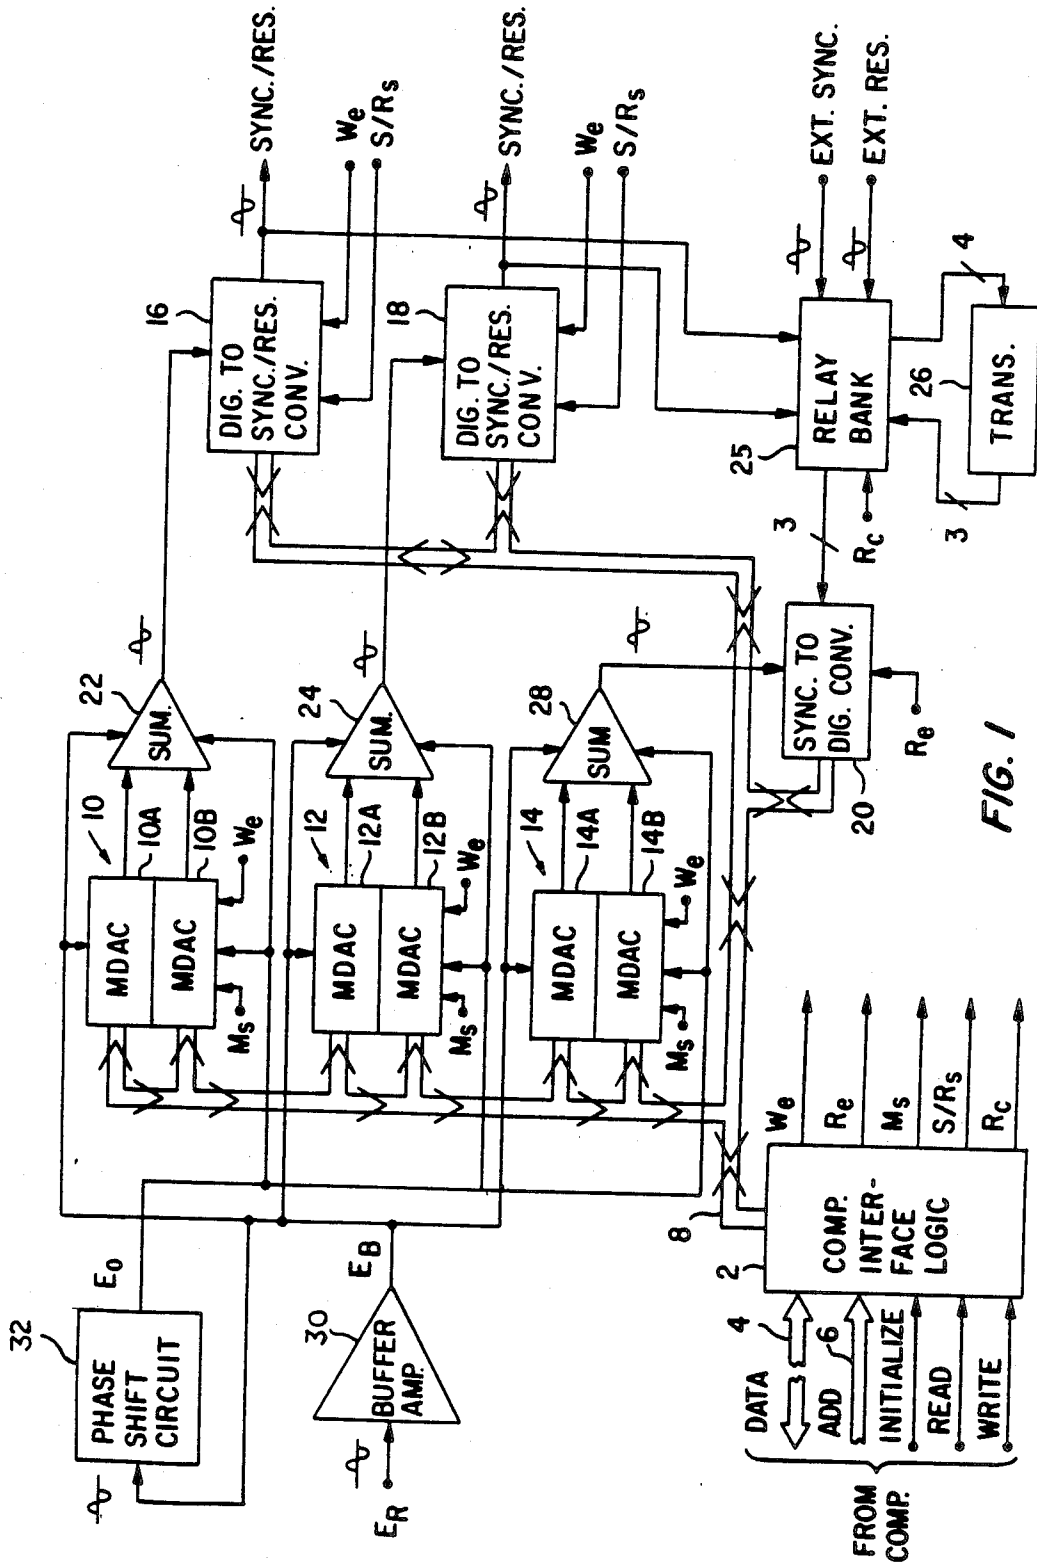 32
PHASE
SHIFT
CIRCUIT
E0
30
BUFFER
AMP.
ER
EB
10
10A
10B
MDAC
MDAC
Ms
We
22
SUM.
12
12A
12B
MDAC
MDAC
Ms
We
24
SUM.
14
14A
14B
MDAC
MDAC
Ms
We
28
SUM
16
DIG. TO
SYNC./RES.
CONV.
SYNC./RES.
We
S/Rs
18
DIG. TO
SYNC./RES.
CONV.
SYNC./RES.
We
S/Rs
EXT. SYNC.
EXT. RES.
25
RELAY
BANK
Rc
3
4
3
26
TRANS.
SYNC. TO
DIG. CONV.
20
Re
8
2
COMP.
INTER-
FACE
LOGIC
We
Re
Ms
S/Rs
Rc
DATA
4
ADD
6
INITIALIZE
READ
WRITE
FROM
COMP.
FIG. 1